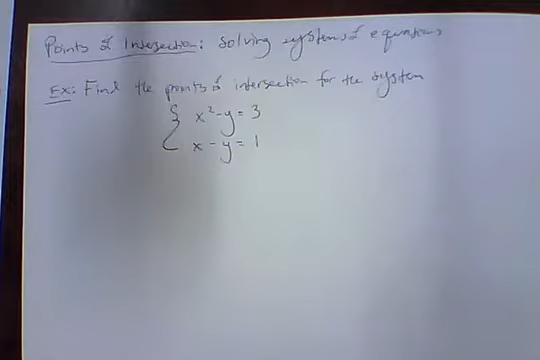 Points of Intersection: Solving systems of equations
Ex: Find the points of intersection for the system
x² - y = 3
x - y = 1